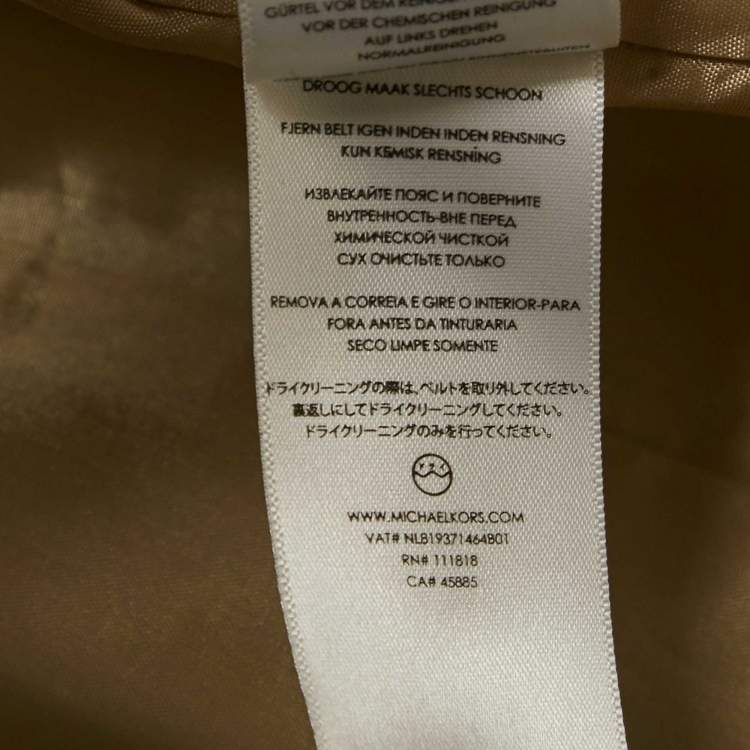 GÜRTEL VOR DEM REINIGEN
VOR DER CHEMISCHEN REINIGUNG
AUF LINKS DREHEN
NORMALREINIGUNG
DROOG MAAK SLECHTS SCHOON
FJERN BELT IGEN INDEN INDEN RENSNING
KUN KEMISK RENSNING
ИЗВЛЕКАЙТЕ ПОЯС И ПОВЕРНИТЕ
ВНУТРЕННОСТЬ-ВНЕ ПЕРЕД
ХИМИЧЕСКОЙ ЧИСТКОЙ
СУХ ОЧИСТЬТЕ ТОЛЬКО
REMOVA A CORREIA E GIRE O INTERIOR-PARA
FORA ANTES DA TINTURARIA
SECO LIMPE SOMENTE
ドライクリーニングの際は、ベルトを取り外してください。
裏返しにしてドライクリーニングしてください。
ドライクリーニングのみを行ってください。
ドライ
WWW.MICHAELKORS.COM
VAT# NL819371464B01
RN# 111818
CA# 45885